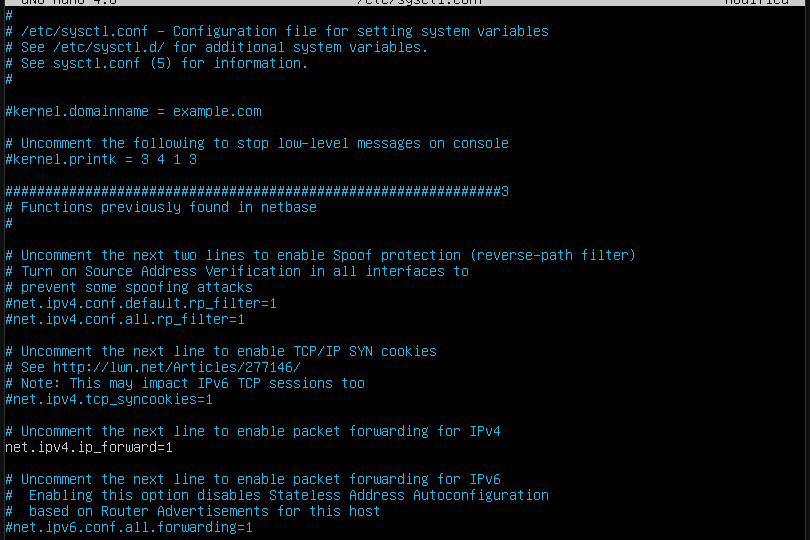 /etc/sysctl.conf
#
# /etc/sysctl.conf - Configuration file for setting system variables
# See /etc/sysctl.d/ for additional system variables.
# See sysctl.conf (5) for information.
#
#kernel.domainname = example.com
# Uncomment the following to stop low-level messages on console
#kernel.printk = 3 4 1 3
##############################################################3
# Functions previously found in netbase
#
# Uncomment the next two lines to enable Spoof protection (reverse-path filter)
# Turn on Source Address Verification in all interfaces to
# prevent some spoofing attacks
#net.ipv4.conf.default.rp_filter=1
#net.ipv4.conf.all.rp_filter=1
# Uncomment the next line to enable TCP/IP SYN cookies
# See http://lwn.net/Articles/277146/
# Note: This may impact IPv6 TCP sessions too
#net.ipv4.tcp_syncookies=1
# Uncomment the next line to enable packet forwarding for IPv4
net.ipv4.ip_forward=1
# Uncomment the next line to enable packet forwarding for IPv6
#  Enabling this option disables Stateless Address Autoconfiguration
#  based on Router Advertisements for this host
#net.ipv6.conf.all.forwarding=1